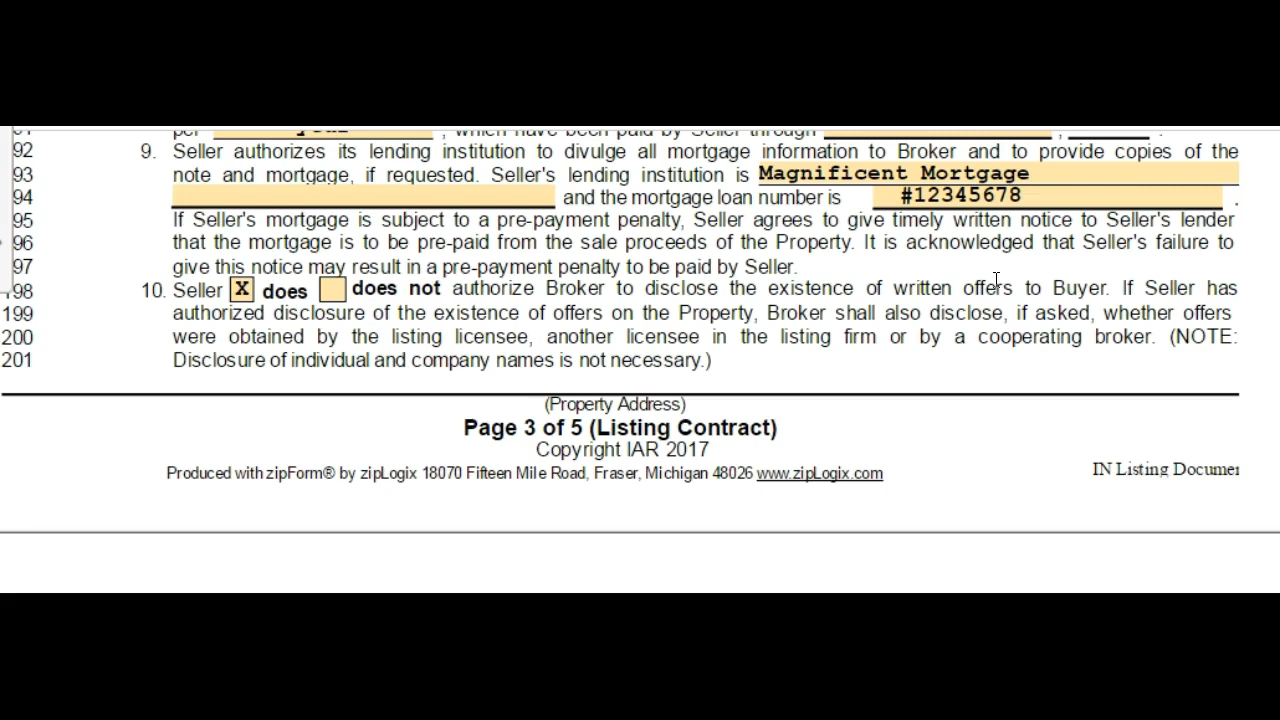 per year , which have been paid by Seller through , .
92 9. Seller authorizes its lending institution to divulge all mortgage information to Broker and to provide copies of the
93 note and mortgage, if requested. Seller's lending institution is Magnificent Mortgage
94 and the mortgage loan number is #12345678 .
95 If Seller's mortgage is subject to a pre-payment penalty, Seller agrees to give timely written notice to Seller's lender
96 that the mortgage is to be pre-paid from the sale proceeds of the Property. It is acknowledged that Seller's failure to
97 give this notice may result in a pre-payment penalty to be paid by Seller.
198 10. Seller X does does not authorize Broker to disclose the existence of written offers to Buyer. If Seller has
199 authorized disclosure of the existence of offers on the Property, Broker shall also disclose, if asked, whether offers
200 were obtained by the listing licensee, another licensee in the listing firm or by a cooperating broker. (NOTE:
201 Disclosure of individual and company names is not necessary.)
(Property Address)
Page 3 of 5 (Listing Contract)
Copyright IAR 2017
Produced with zipForm® by zipLogix 18070 Fifteen Mile Road, Fraser, Michigan 48026 www.zipLogix.com
IN Listing Documen